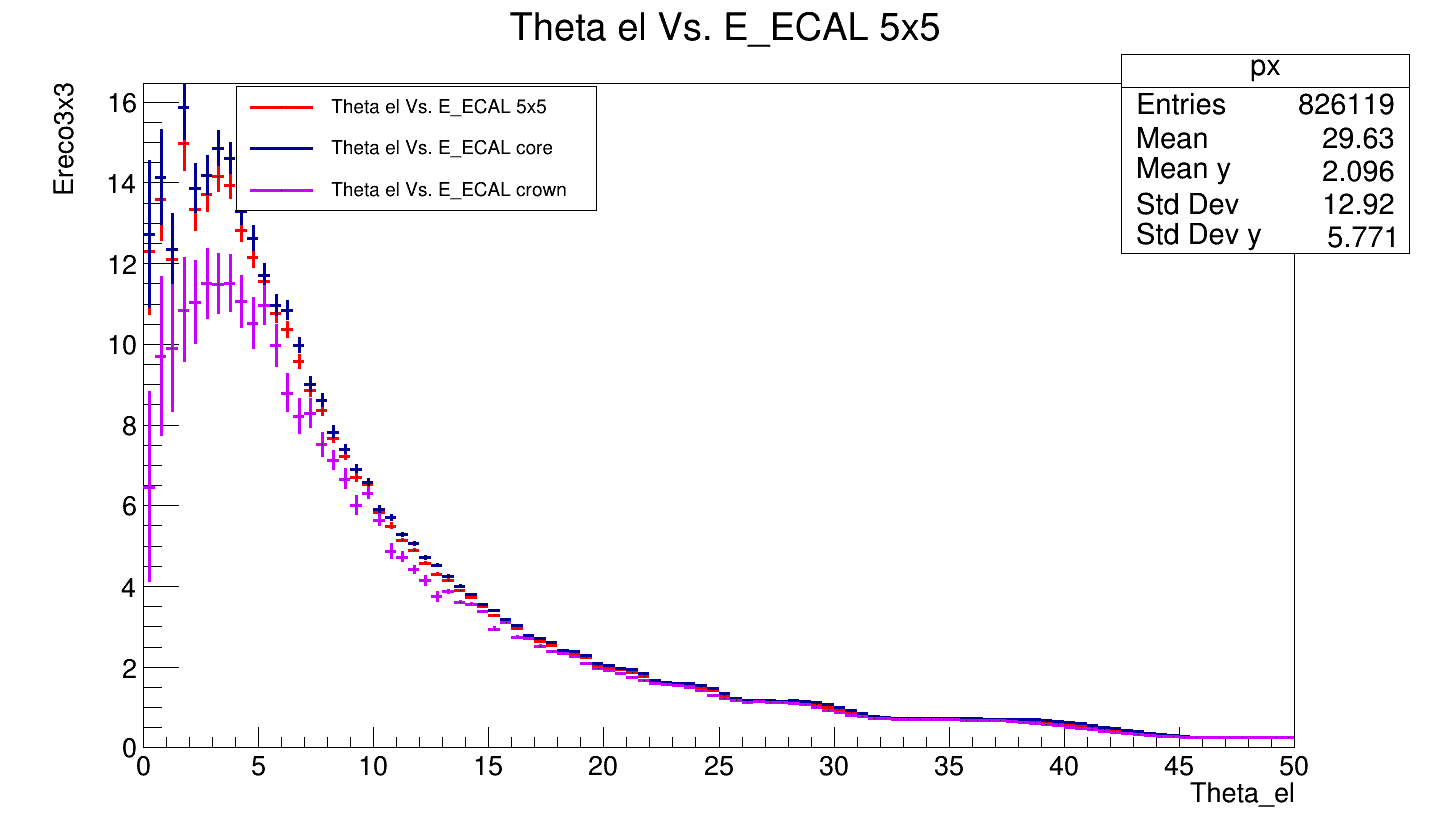 Theta el Vs. E_ECAL 5x5
px
Entries 826119
Mean 29.63
Mean y 2.096
Std Dev 12.92
Std Dev y 5.771
Theta el Vs. E_ECAL 5x5
Theta el Vs. E_ECAL core
Theta el Vs. E_ECAL crown
Ereco3x3
16
14
12
10
8
6
4
2
0
0 5 10 15 20 25 30 35 40 45 50
Theta_el